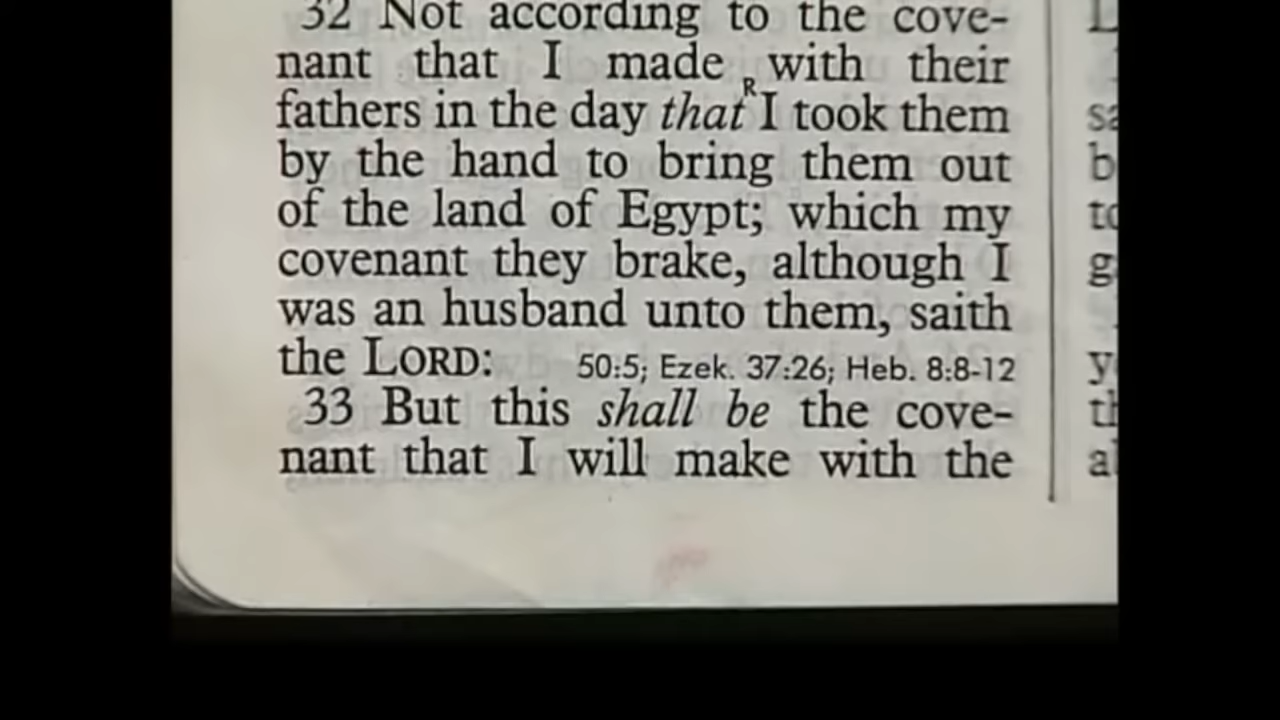 32 Not according to the cove-
nant that I made with their
fathers in the day that R I took them
by the hand to bring them out
of the land of Egypt; which my
covenant they brake, although I
was an husband unto them, saith
the LORD: 50:5; Ezek. 37:26; Heb. 8:8-12
33 But this shall be the cove-
nant that I will make with the